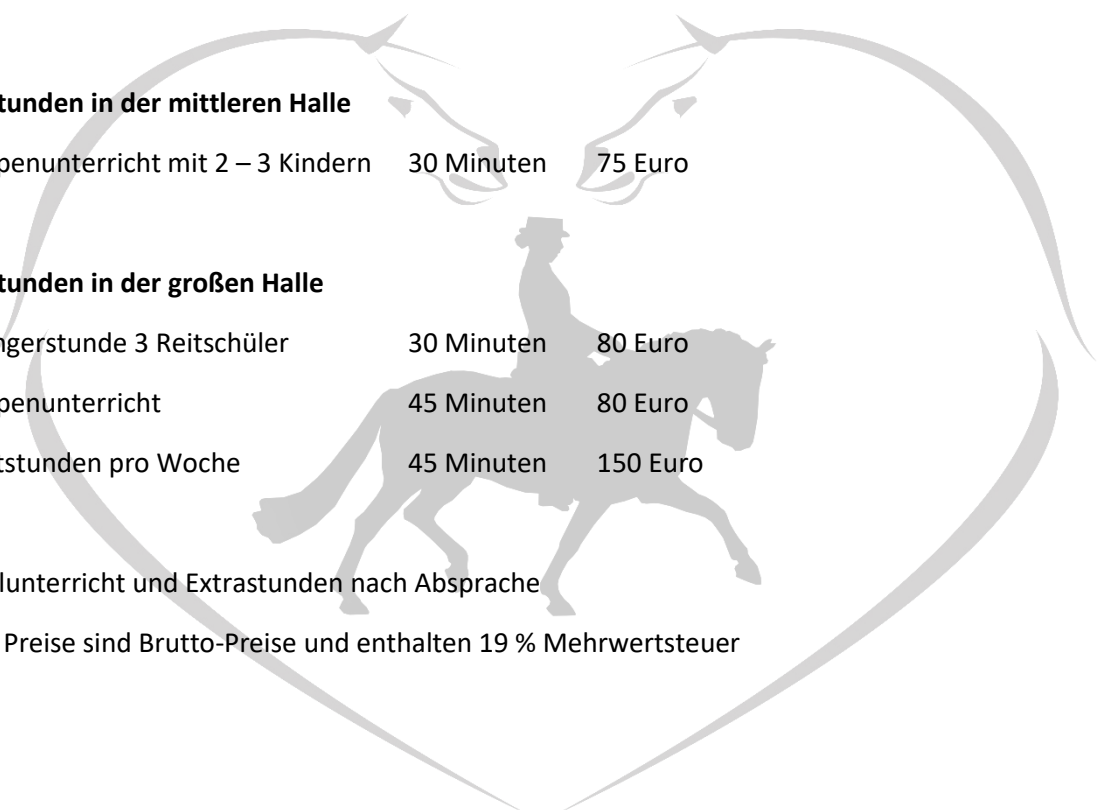 tunden in der mittleren Halle
penunterricht mit 2 – 3 Kindern 30 Minuten 75 Euro
tunden in der großen Halle
ngerstunde 3 Reitschüler 30 Minuten 80 Euro
penunterricht 45 Minuten 80 Euro
tstunden pro Woche 45 Minuten 150 Euro
lunterricht und Extrastunden nach Absprache
Preise sind Brutto-Preise und enthalten 19 % Mehrwertsteuer